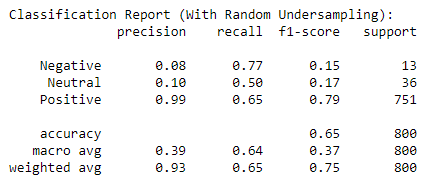 Classification Report (With Random Undersampling):
precision recall f1-score support
Negative 0.08 0.77 0.15 13
Neutral 0.10 0.50 0.17 36
Positive 0.99 0.65 0.79 751
accuracy 0.65 800
macro avg 0.39 0.64 0.37 800
weighted avg 0.93 0.65 0.75 800